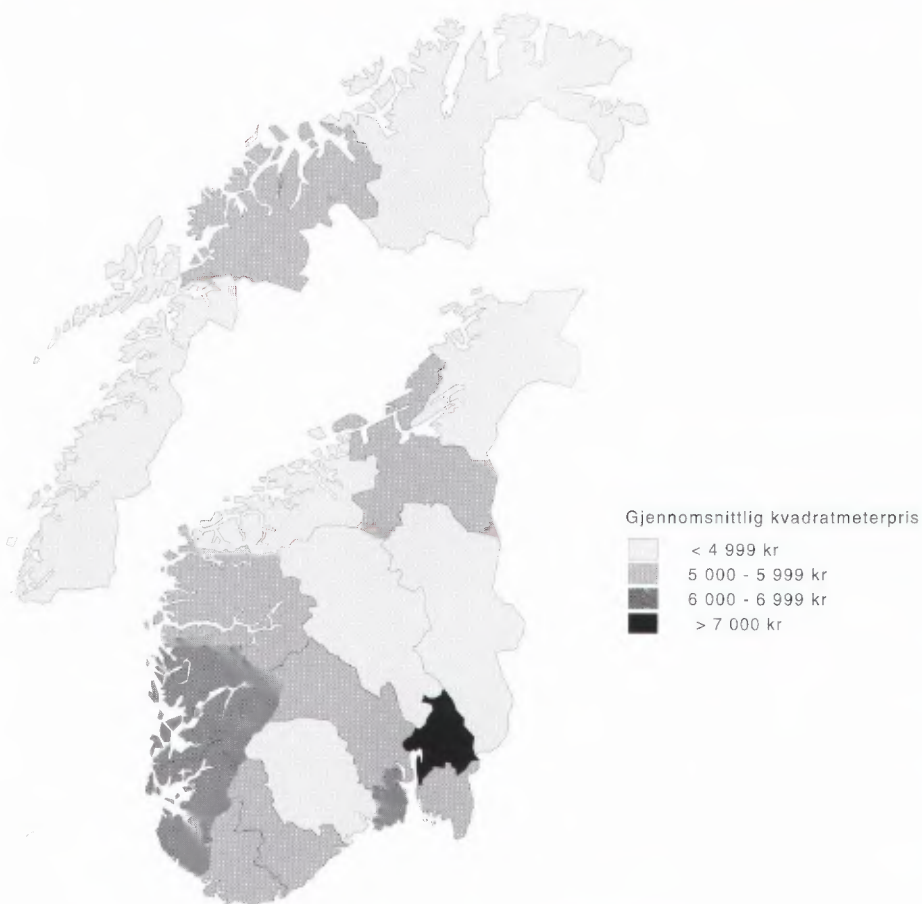 Gjennomsnittlig kvadratmeterpris
< 4 999 kr
5 000 - 5 999 kr
6 000 - 6 999 kr
> 7 000 kr